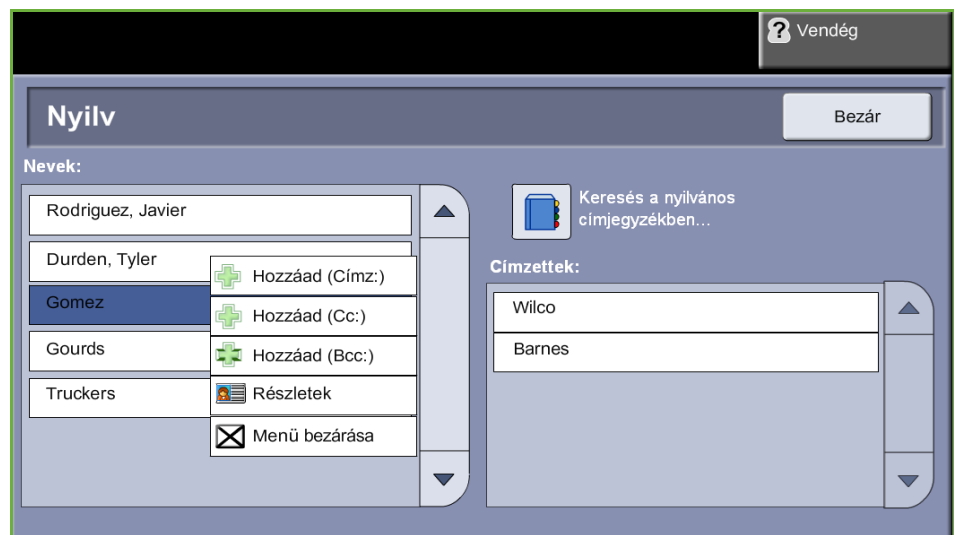 Vendég
Nyilv
Bezár
Nevek:
Rodriguez, Javier
Durden, Tyler
Gomez
Gourds
Truckers
Hozzáad (Címz:)
Hozzáad (Cc:)
Hozzáad (Bcc:)
Részletek
Menü bezárása
Keresés a nyilvános
címjegyzékben...
Címzettek:
Wilco
Barnes